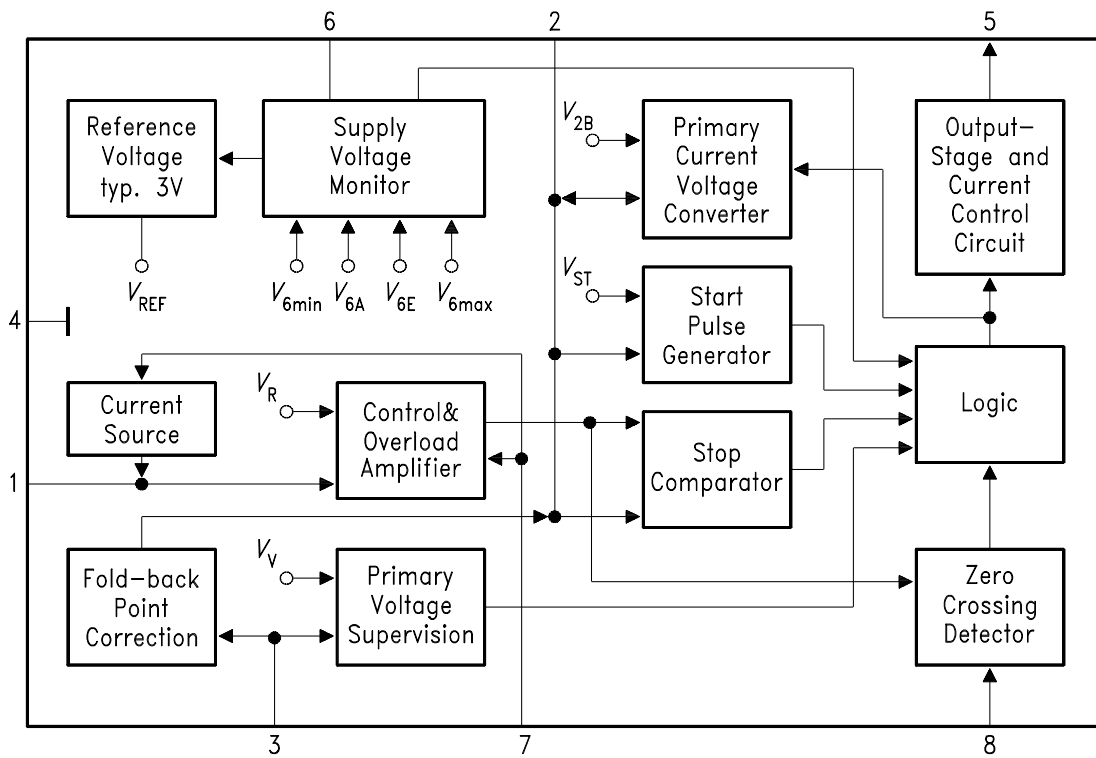 6
2
5
Reference
Voltage
typ. 3V
Supply
Voltage
Monitor
V2B
Primary
Current
Voltage
Converter
Output–
Stage and
Current
Control
Circuit
VREF
V6min
V6A
V6E
V6max
VST
Start
Pulse
Generator
4
Current
Source
VR
Control&
Overload
Amplifier
Stop
Comparator
Logic
1
Fold–back
Point
Correction
VV
Primary
Voltage
Supervision
Zero
Crossing
Detector
3
7
8